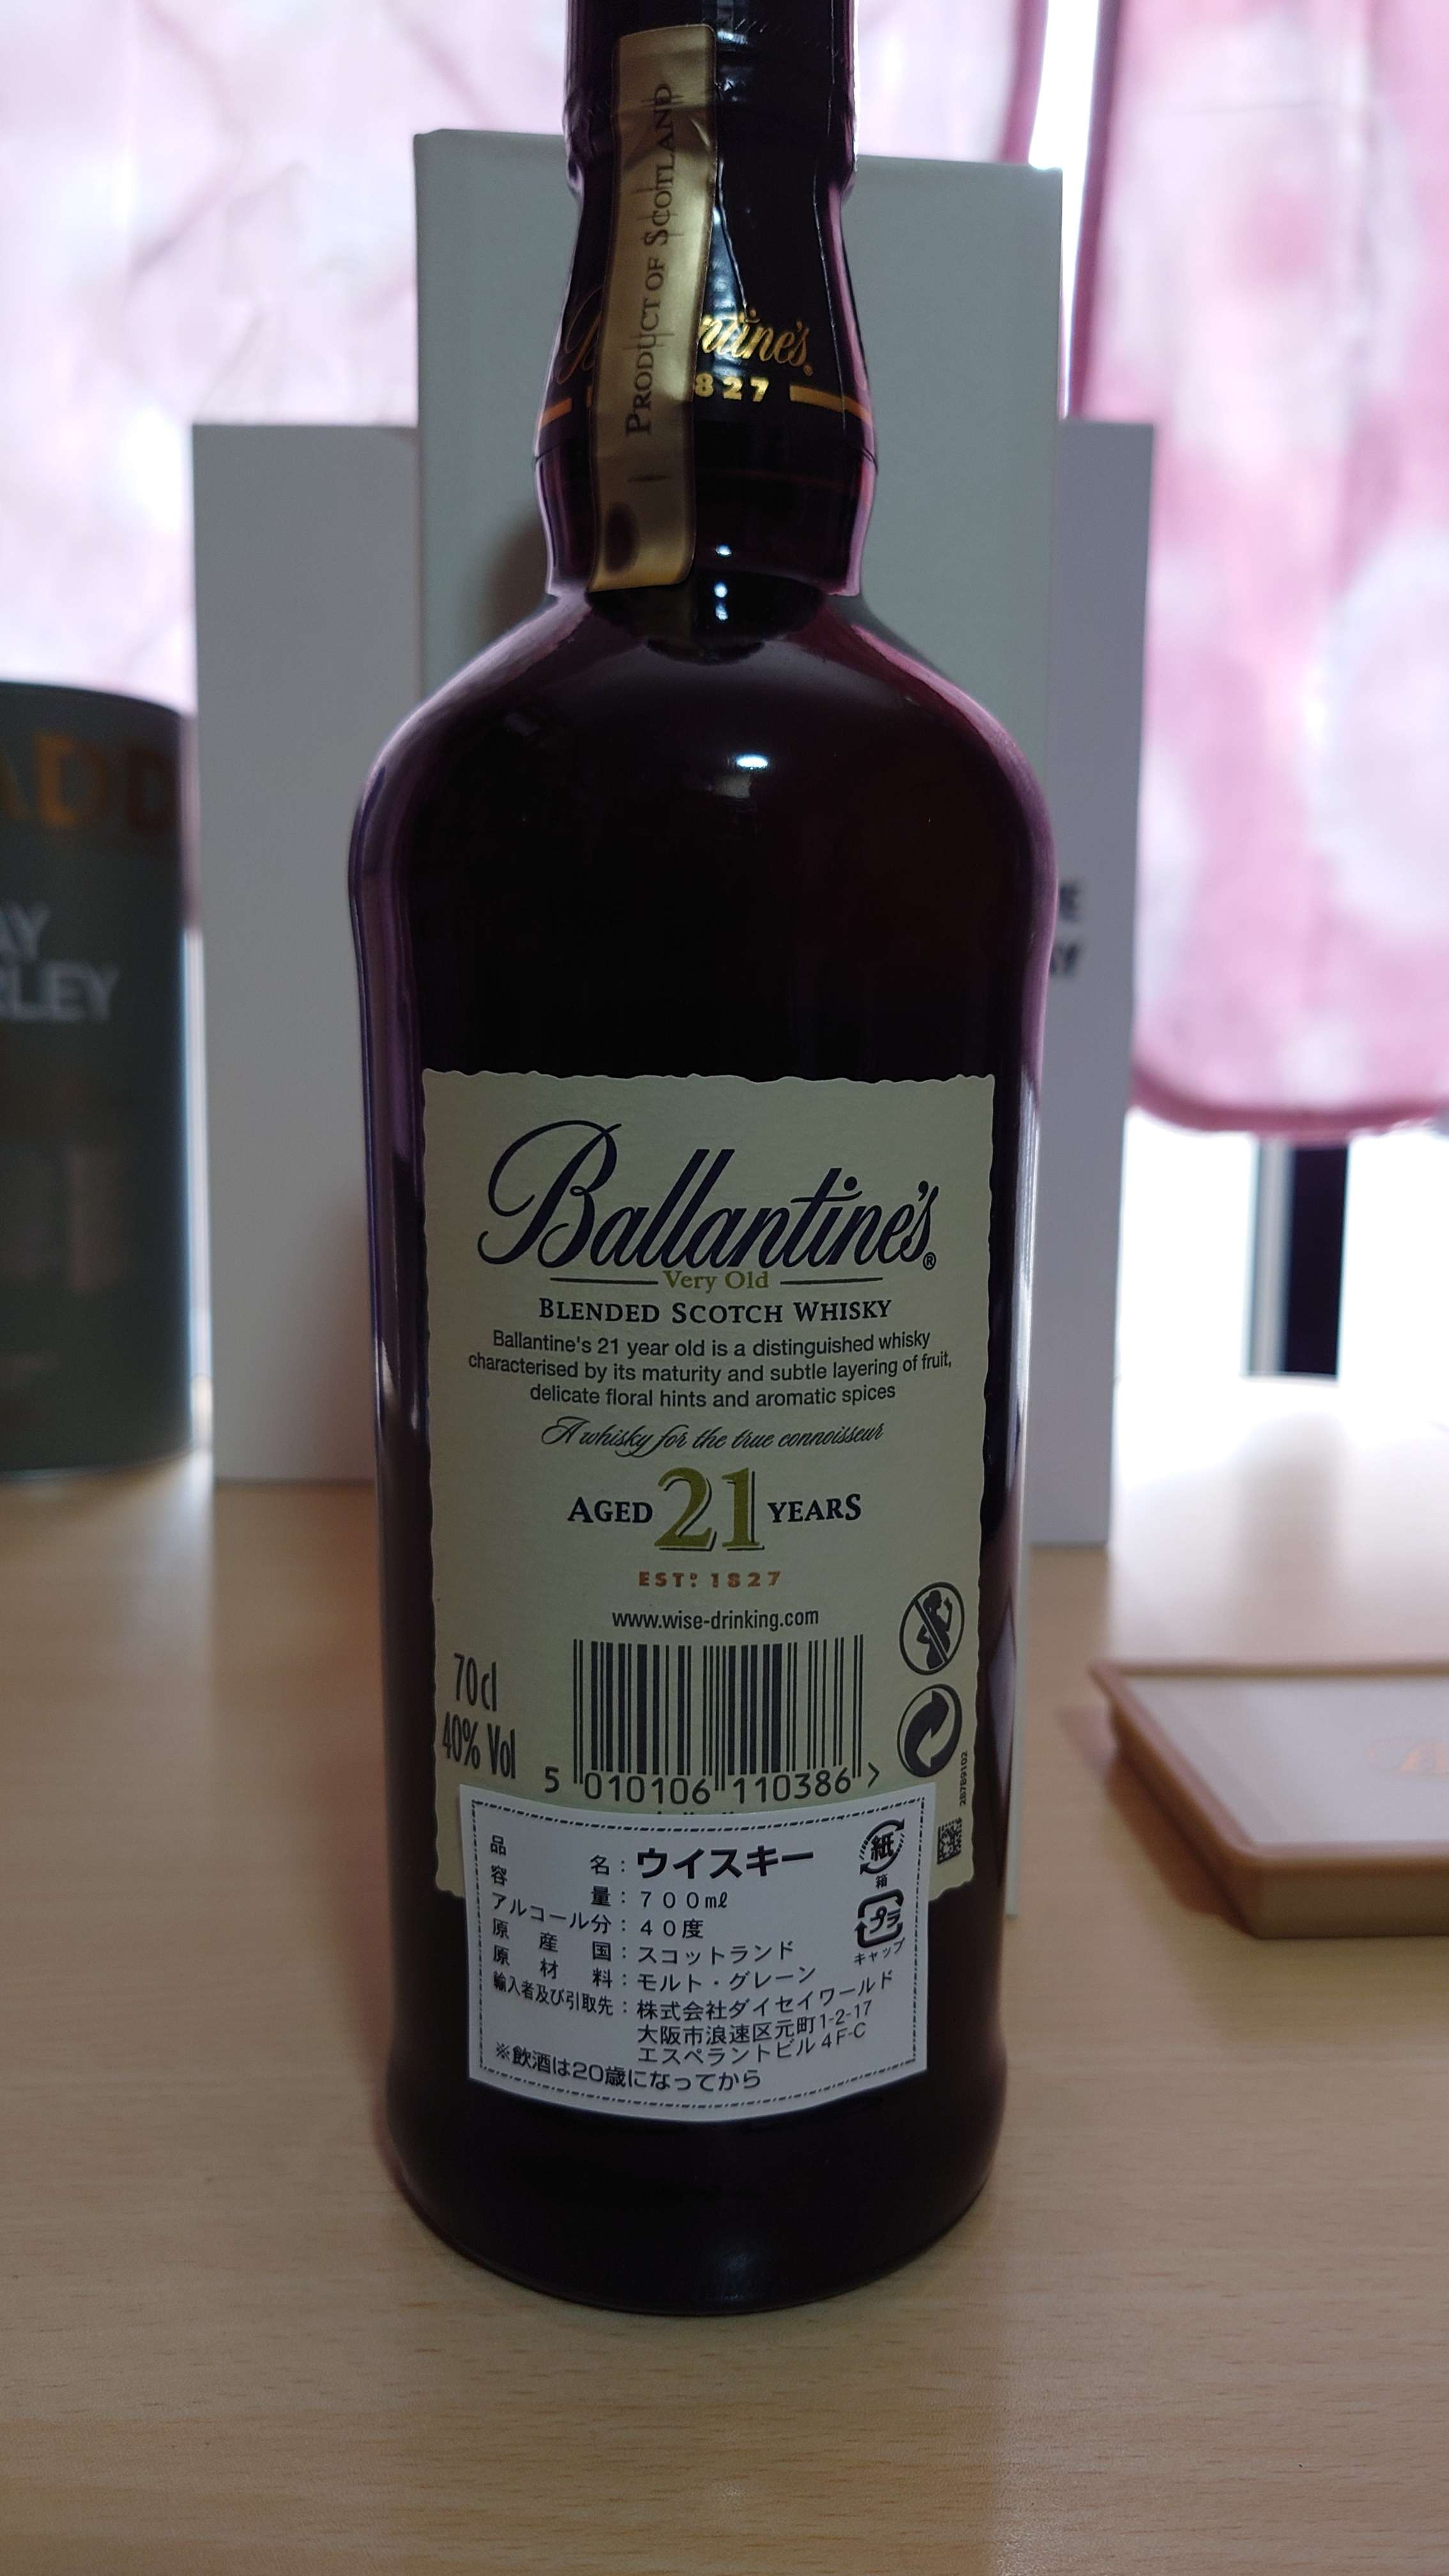 PRODUCT OF SCOTLAND
ntine's
827
Ballantine's®
Very Old
BLENDED SCOTCH WHISKY
Ballantine's 21 year old is a distinguished whisky
characterised by its maturity and subtle layering of fruit,
delicate floral hints and aromatic spices
A whisky for the true connoisseur
AGED 21 YEARS
ESTD 1827
www.wise-drinking.com
70cl
40% Vol
5 010106 110386 >
品名:ウイスキー
容量:700㎖
アルコール分:40度
原産国:スコットランド
原材料:モルト・グレーン
輸入者及び引取先:株式会社ダイセイワールド
大阪市浪速区元町1-2-17
エスペラントビル4F-C
※飲酒は20歳になってから
紙
箱
プラ
キャップ
ADD
AY
RLEY